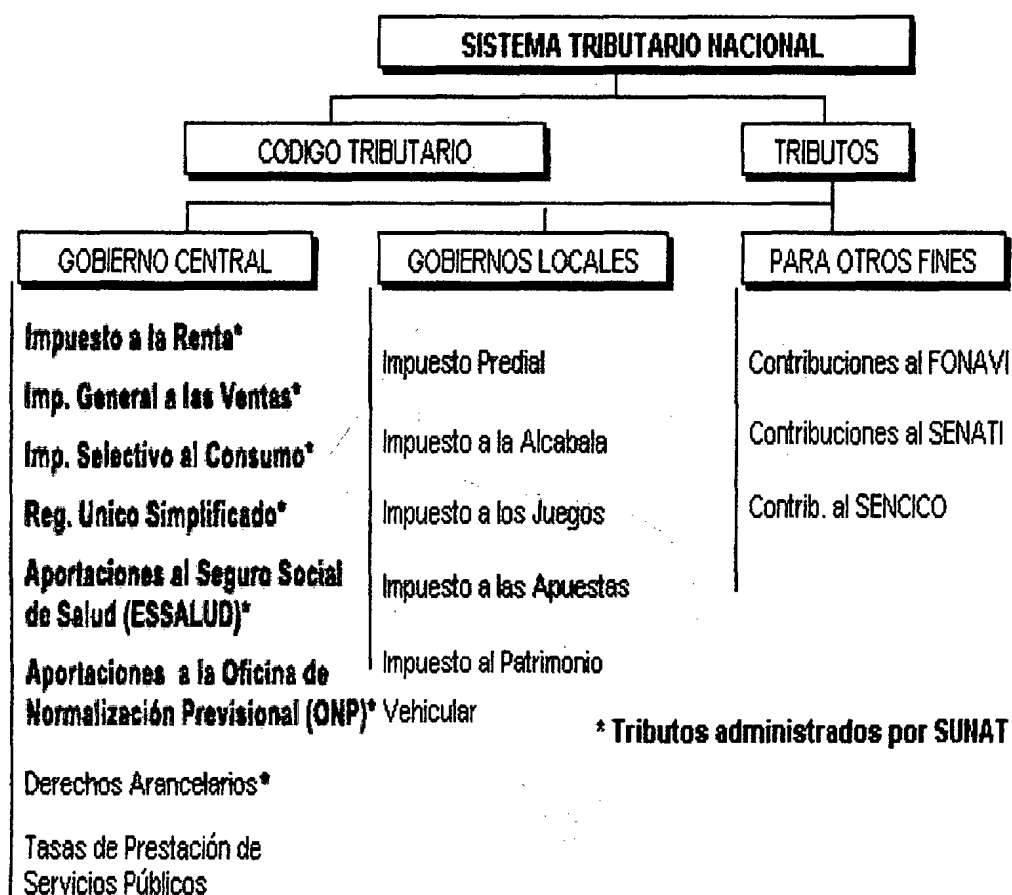 SISTEMA TRIBUTARIO NACIONAL
CODIGO TRIBUTARIO
TRIBUTOS
GOBIERNO CENTRAL
Impuesto a la Renta*
Imp. General a las Ventas*
Imp. Selectivo al Consumo*
Reg. Unico Simplificado*
Aportaciones al Seguro Social
de Salud (ESSALUD)*
Aportaciones a la Oficina de
Normalización Previsional (ONP)*
Derechos Arancelarios*
Tasas de Prestación de
Servicios Públicos
GOBIERNOS LOCALES
Impuesto Predial
Impuesto a la Alcabala
Impuesto a los Juegos
Impuesto a las Apuestas
Impuesto al Patrimonio
Vehicular
PARA OTROS FINES
Contribuciones al FONAVI
Contribuciones al SENATI
Contrib. al SENCICO
* Tributos administrados por SUNAT